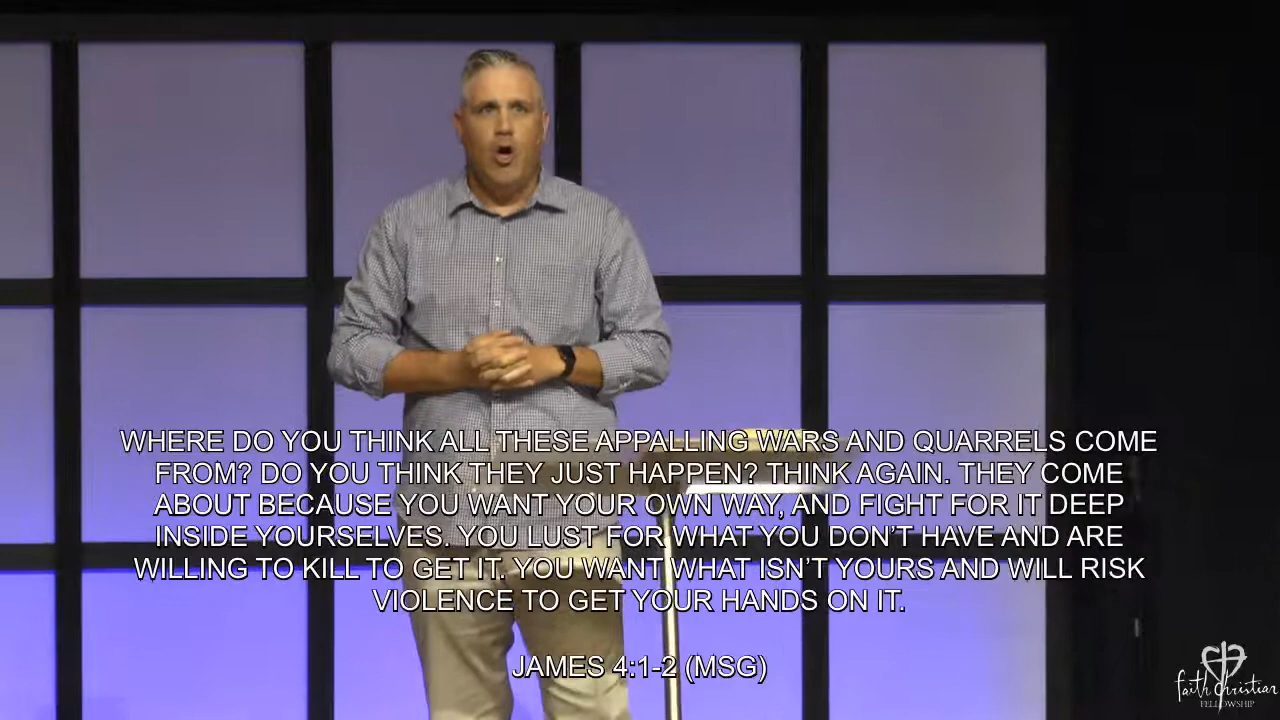 WHERE DO YOU THINK ALL THESE APPALLING WARS AND QUARRELS COME
FROM? DO YOU THINK THEY JUST HAPPEN? THINK AGAIN. THEY COME
ABOUT BECAUSE YOU WANT YOUR OWN WAY, AND FIGHT FOR IT DEEP
INSIDE YOURSELVES. YOU LUST FOR WHAT YOU DON’T HAVE AND ARE
WILLING TO KILL TO GET IT. YOU WANT WHAT ISN’T YOURS AND WILL RISK
VIOLENCE TO GET YOUR HANDS ON IT.
JAMES 4:1-2 (MSG)
faith Christian
FELLOWSHIP